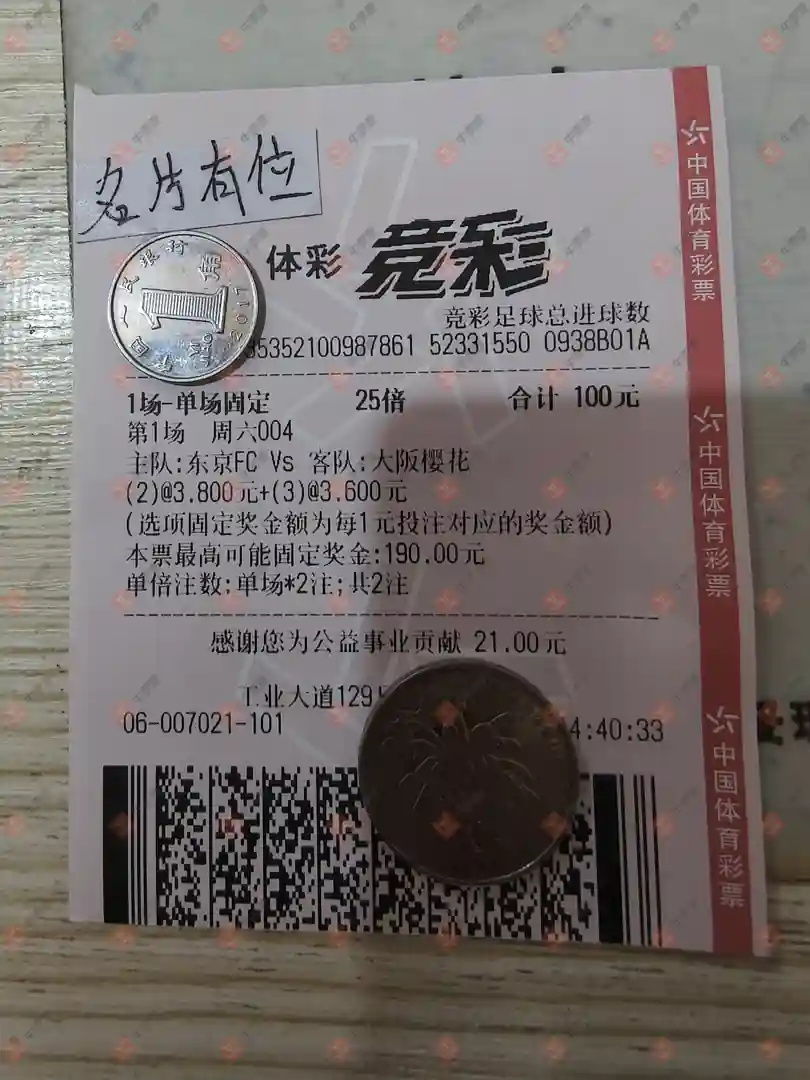 名片有位
体彩 竞彩
竞彩足球总进球数
35352100987861 52331550 0938B01A
1场-单场固定 25倍 合计 100元
第1场 周六004
主队:东京FC Vs 客队:大阪樱花
(2)@3.800元+(3)@3.600元
(选项固定奖金额为每1元投注对应的奖金额)
本票最高可能固定奖金:190.00元
单倍注数:单场*2注;共2注
感谢您为公益事业贡献 21.00元
工业大道129
06-007021-101 4:40:33
中国体育彩票
中国体育彩票
中国体育彩票
1